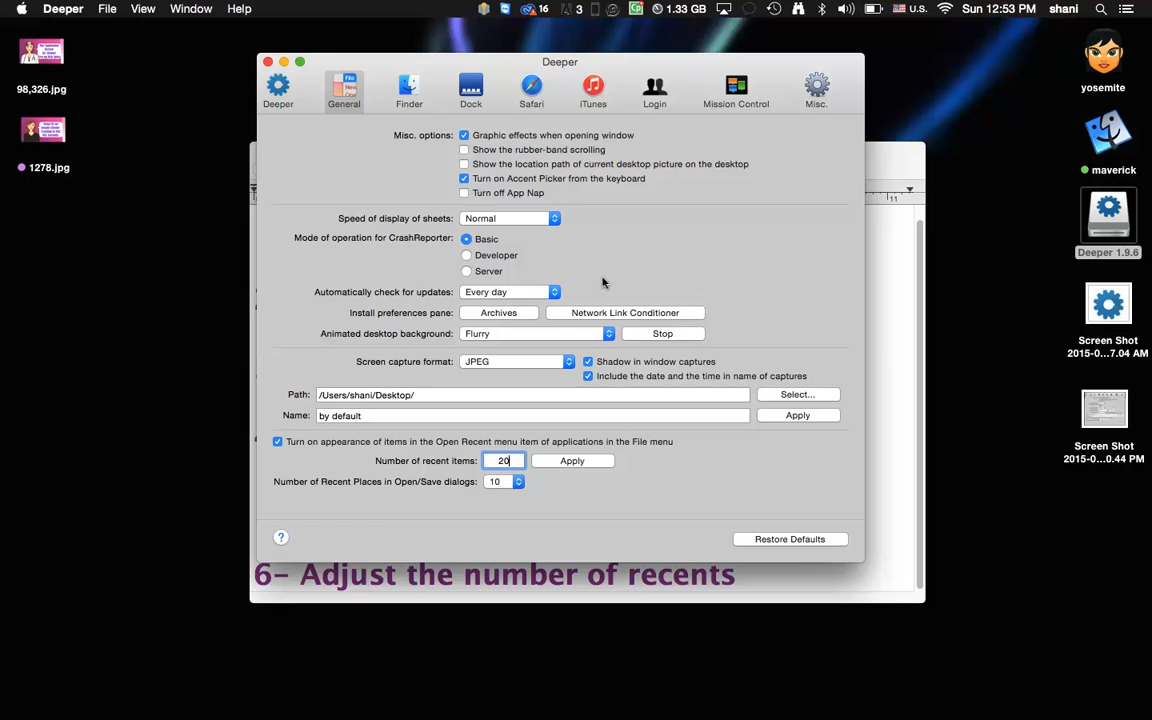 Deeper File View Window Help 16 3 1.33 GB U.S. Sun 12:53 PM shani
98,326.jpg
1278.jpg
yosemite
maverick
Deeper 1.9.6
Screen Shot
2015-0...7.04 AM
Screen Shot
2015-0...0.44 PM
Deeper
Deeper General Finder Dock Safari iTunes Login Mission Control Misc.
Misc. options: Graphic effects when opening window
Show the rubber-band scrolling
Show the location path of current desktop picture on the desktop
Turn on Accent Picker from the keyboard
Turn off App Nap
Speed of display of sheets: Normal
Mode of operation for CrashReporter: Basic
Developer
Server
Automatically check for updates: Every day
Install preferences pane: Archives Network Link Conditioner
Animated desktop background: Flurry Stop
Screen capture format: JPEG Shadow in window captures
Include the date and the time in name of captures
Path: /Users/shani/Desktop/ Select...
Name: by default Apply
Turn on appearance of items in the Open Recent menu item of applications in the File menu
Number of recent items: 20 Apply
Number of Recent Places in Open/Save dialogs: 10
? Restore Defaults
11
6- Adjust the number of recents